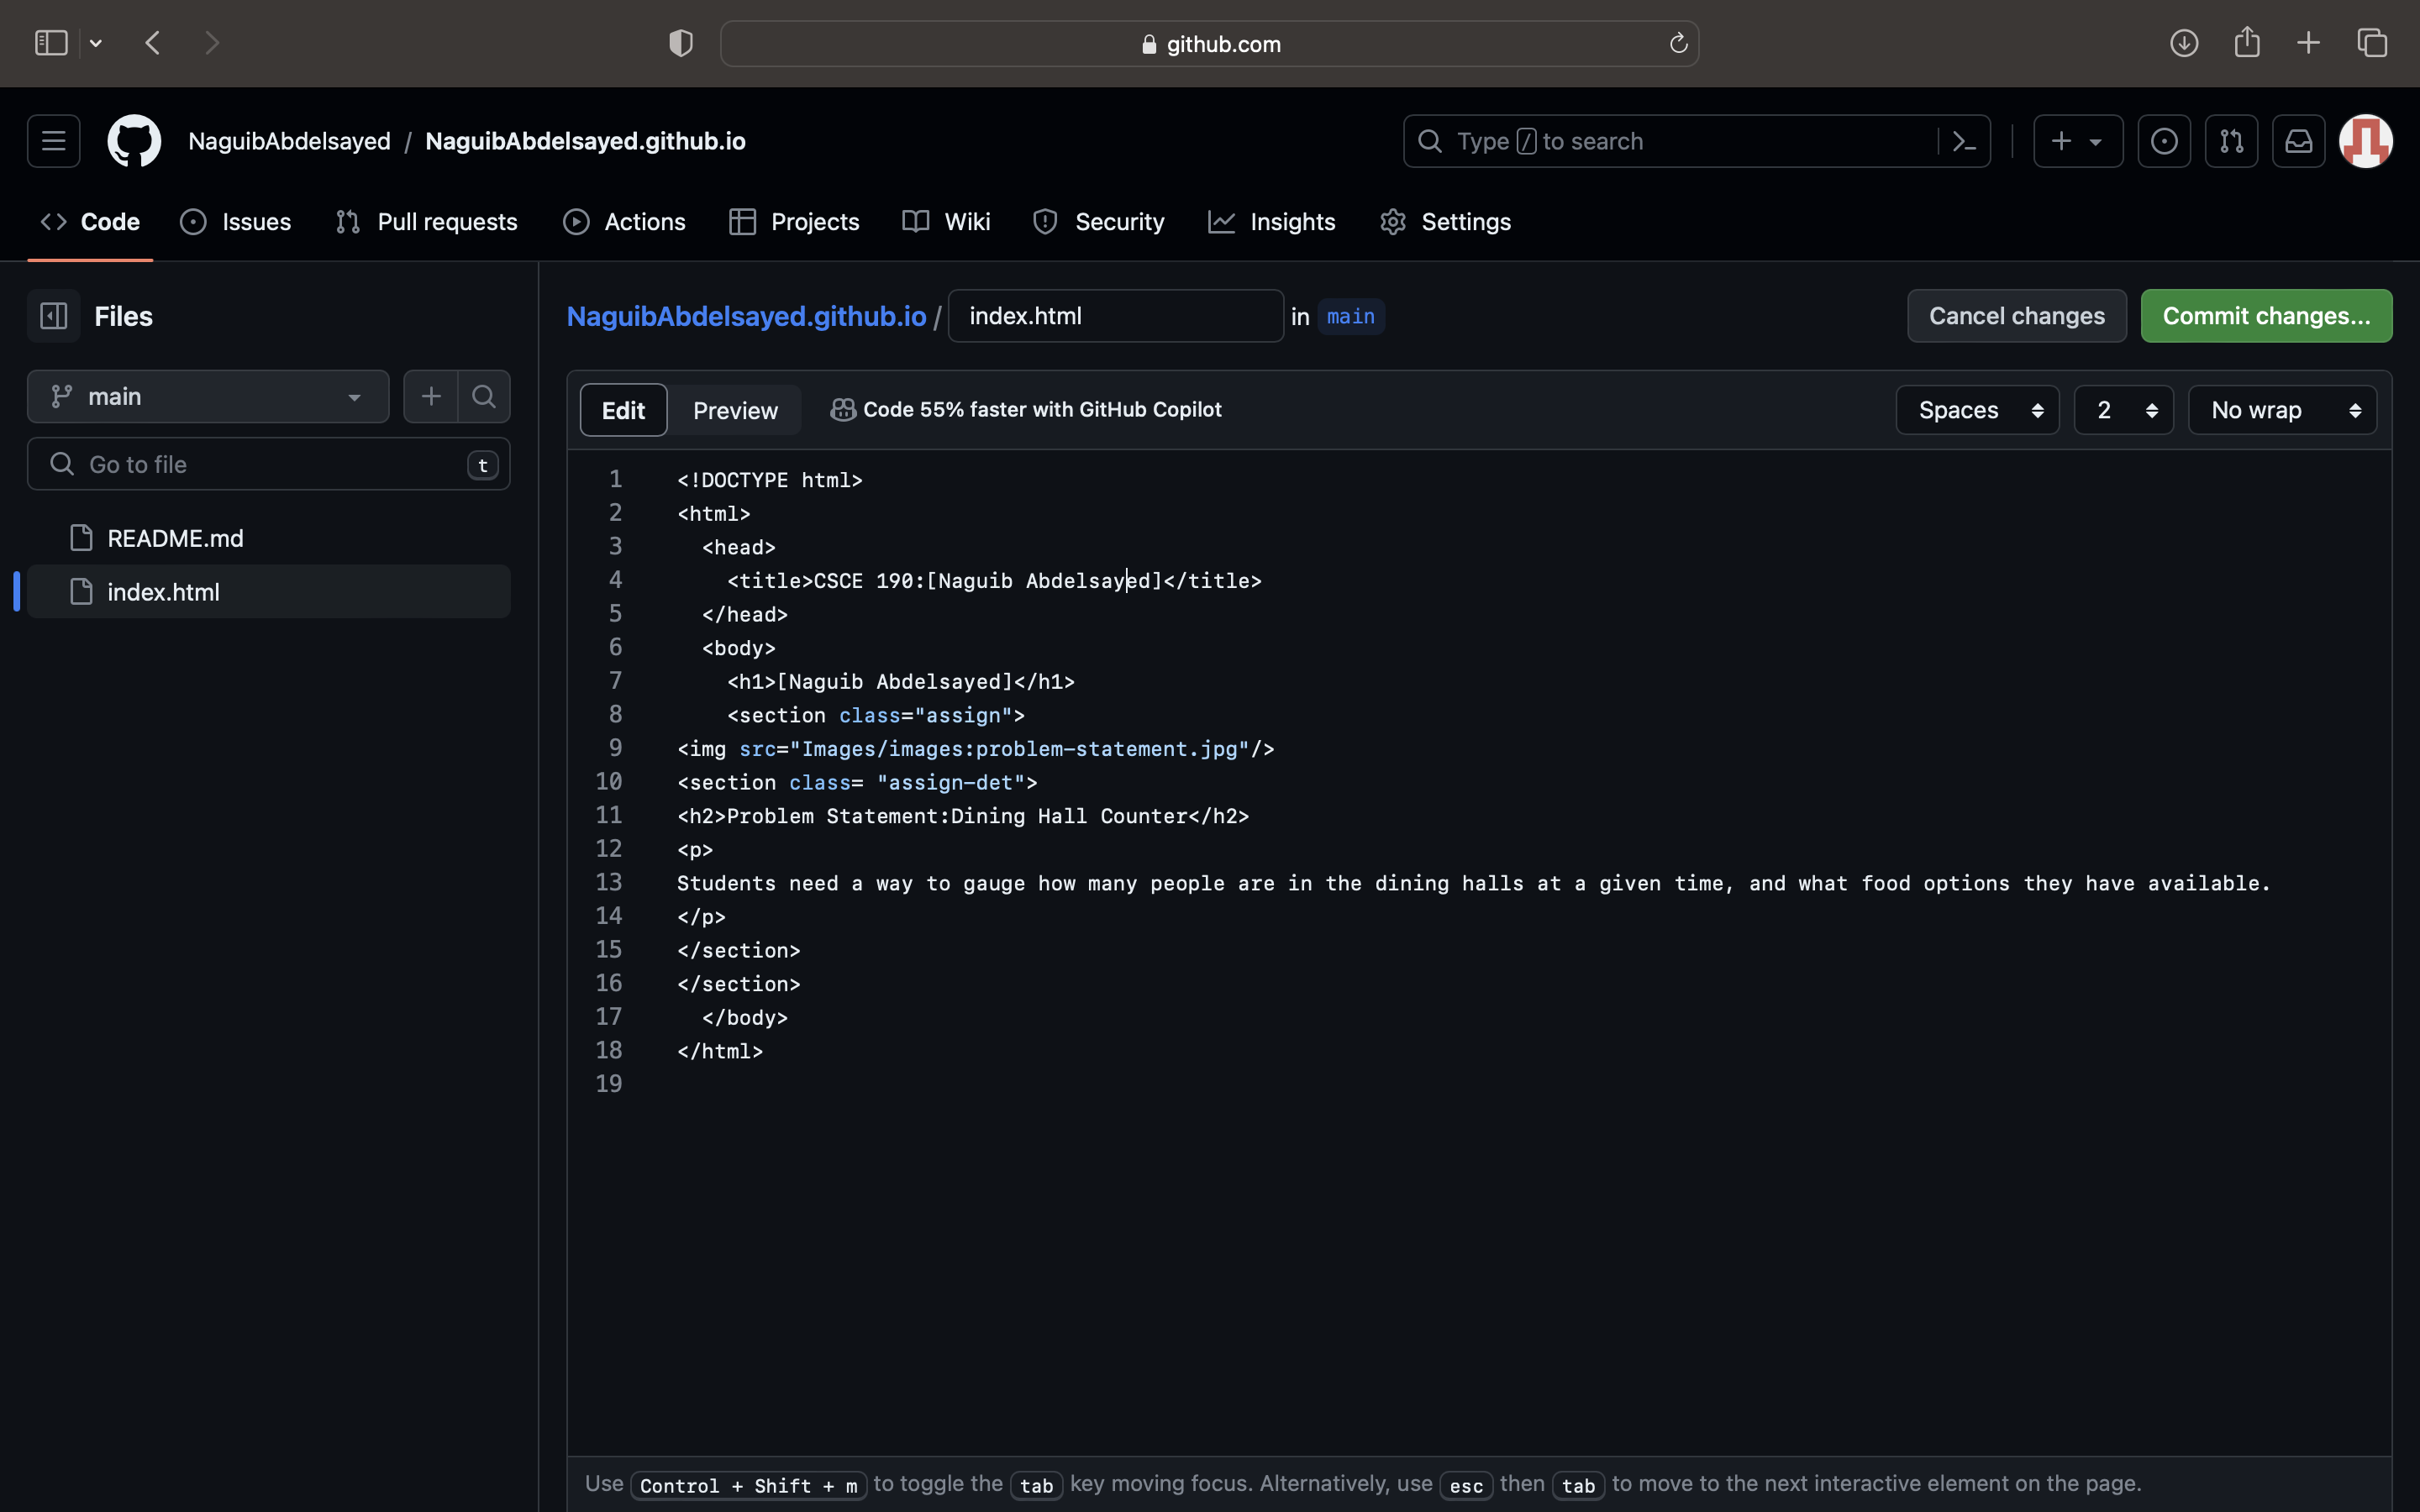 github.com
NaguibAbdelsayed / NaguibAbdelsayed.github.io
Type / to search
Code Issues Pull requests Actions Projects Wiki Security Insights Settings
Files
NaguibAbdelsayed.github.io / index.html in main
Cancel changes Commit changes...
main
Go to file t
README.md
index.html
Edit Preview Code 55% faster with GitHub Copilot Spaces 2 No wrap
1 <!DOCTYPE html>
2 <html>
3 <head>
4 <title>CSCE 190:[Naguib Abdelsayed]</title>
5 </head>
6 <body>
7 <h1>[Naguib Abdelsayed]</h1>
8 <section class="assign">
9 <img src="Images/images:problem-statement.jpg"/>
10 <section class= "assign-det">
11 <h2>Problem Statement:Dining Hall Counter</h2>
12 <p>
13 Students need a way to gauge how many people are in the dining halls at a given time, and what food options they have available.
14 </p>
15 </section>
16 </section>
17 </body>
18 </html>
19
Use Control + Shift + m to toggle the tab key moving focus. Alternatively, use esc then tab to move to the next interactive element on the page.